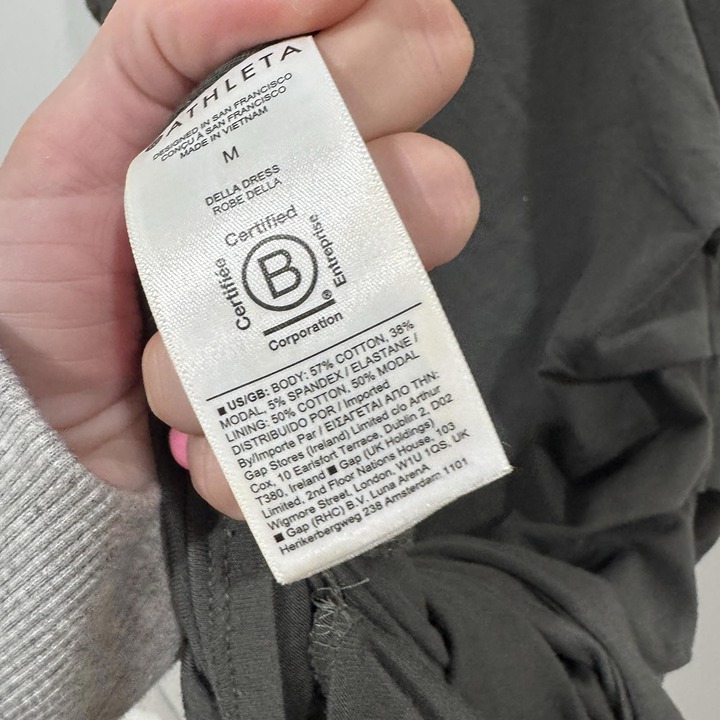 ATHLETA
DESIGNED IN SAN FRANCISCO
CONÇU À SAN FRANCISCO
MADE IN VIETNAM
M
DELLA DRESS
ROBE DELLA
Certified
Certifiée
B
Entreprise
®
Corporation
■ US/GB: BODY: 57% COTTON, 38%
MODAL, 5% SPANDEX / ELASTANE /
LINING: 50% COTTON, 50% MODAL
DISTRIBUIDO POR / Imported
By/Importe Par / ΕΙΣΑΓΕΤΑΙ ΑΠΟ ΤΗΝ:
Gap Stores (Ireland) Limited c/o Arthur
Cox, 10 Earlsfort Terrace, Dublin 2, D02
T380, Ireland ■ Gap (UK Holdings)
Limited, 2nd Floor Nations House, 103
Wigmore Street, London, W1U 1QS, UK
■ Gap (RHC) B.V. Luna ArenA
Herikerbergweg 238 Amsterdam 1101